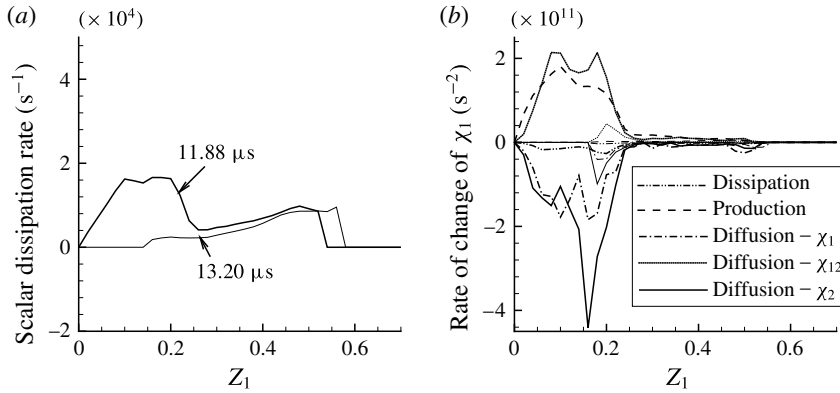 (a)
(× 10⁴)
Scalar dissipation rate (s⁻¹)
4
2
0
−2
0
0.2
0.4
0.6
Z₁
11.88 μs
13.20 μs
(b)
(× 10¹¹)
Rate of change of χ₁ (s⁻²)
2
0
−2
−4
0
0.2
0.4
0.6
Z₁
Dissipation
Production
Diffusion – χ₁
Diffusion – χ₁₂
Diffusion – χ₂